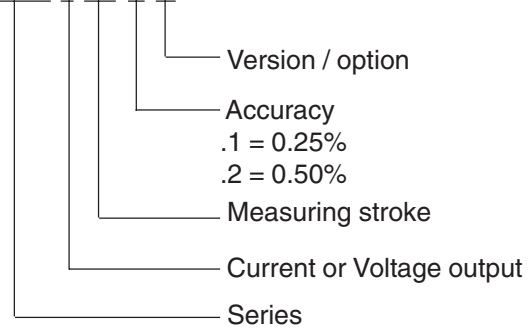 Version / option
Accuracy
.1 = 0.25%
.2 = 0.50%
Measuring stroke
Current or Voltage output
Series